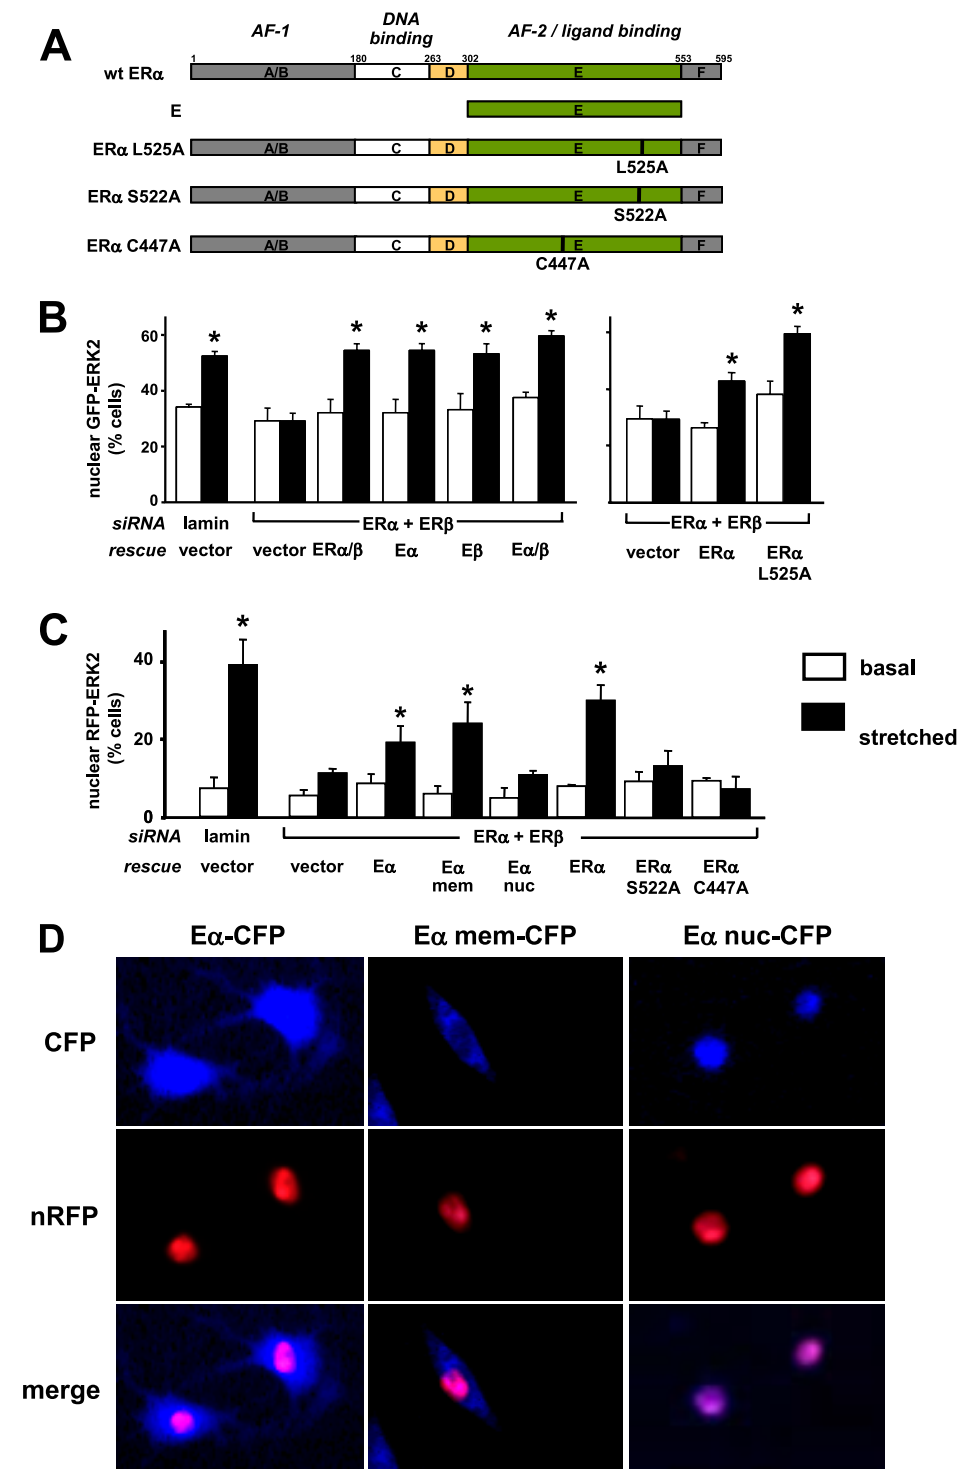 A
AF-1
DNA
binding
AF-2 / ligand binding
1 180 263 302 553 595
wt ERα A/B C D E F
E E
ERα L525A A/B C D E F
L525A
ERα S522A A/B C D E F
S522A
ERα C447A A/B C D E F
C447A
B
nuclear GFP-ERK2
(% cells)
60
40
20
0
* * * * *
* *
siRNA lamin ERα + ERβ ERα + ERβ
rescue vector vector ERα/β Eα Eβ Eα/β vector ERα ERα
L525A
C
nuclear RFP-ERK2
(% cells)
40
20
0
* * * *
basal
stretched
siRNA lamin ERα + ERβ
rescue vector vector Eα Eα Eα ERα ERα ERα
mem nuc S522A C447A
D
Eα-CFP Eα mem-CFP Eα nuc-CFP
CFP
nRFP
merge